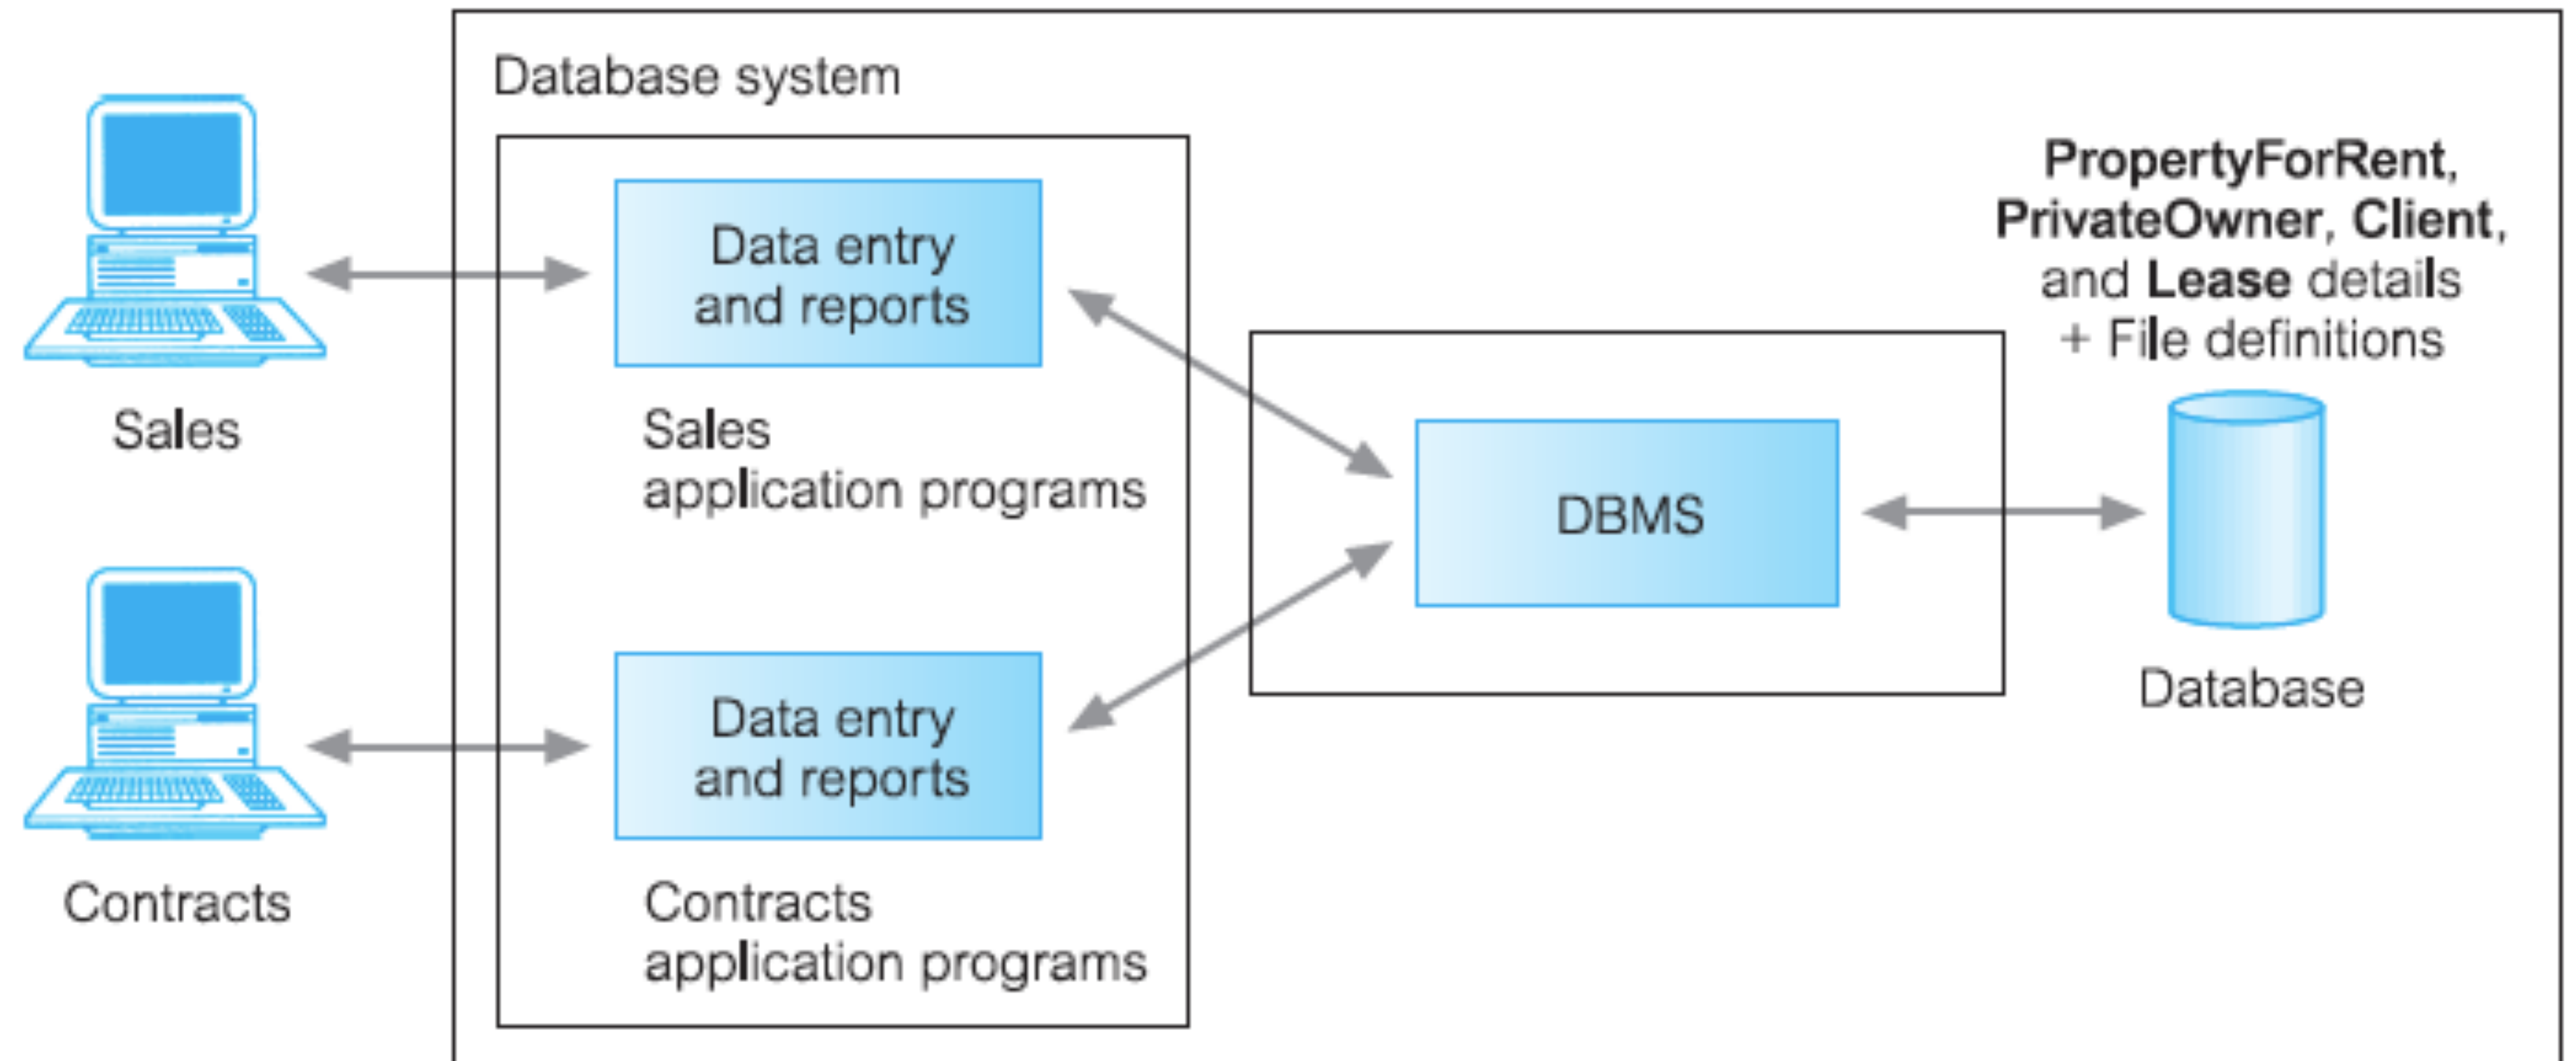 Database system
Sales
Data entry
and reports
Sales
application programs
Contracts
Data entry
and reports
Contracts
application programs
DBMS
PropertyForRent,
PrivateOwner, Client,
and Lease details
+ File definitions
Database